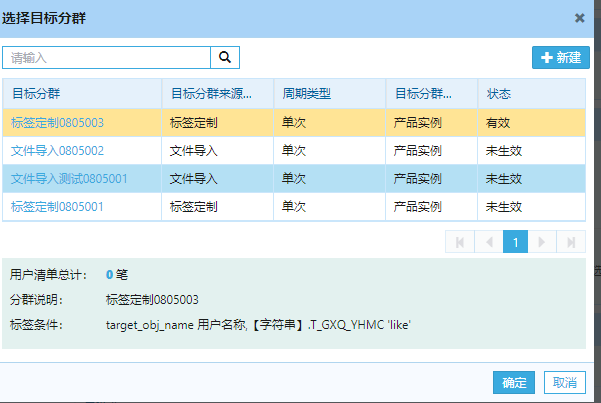 选择目标分群
请输入
新建
目标分群 目标分群来源... 周期类型 目标分群... 状态
标签定制0805003 标签定制 单次 产品实例 有效
文件导入0805002 文件导入 单次 产品实例 未生效
文件导入测试0805001 文件导入 单次 产品实例 未生效
标签定制0805001 标签定制 单次 产品实例 未生效
1
用户清单总计： 0 笔
分群说明： 标签定制0805003
标签条件： target_obj_name 用户名称,【字符串】.T_GXQ_YHMC 'like'
确定 取消